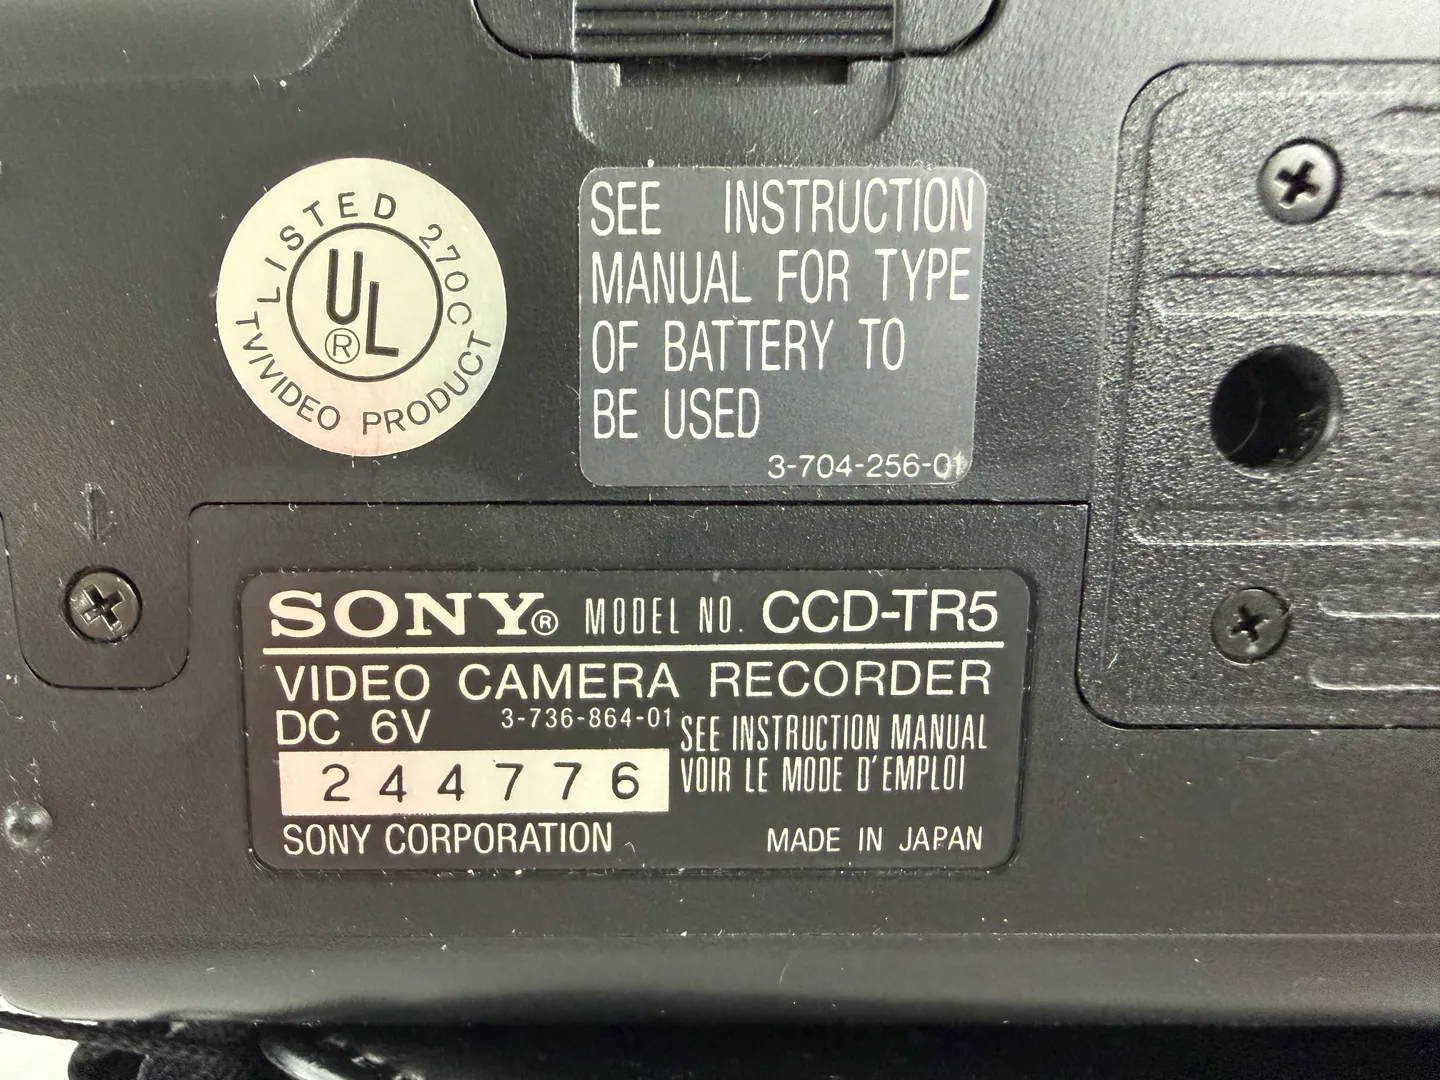 LISTED 270C
UL
®
TV/VIDEO PRODUCT
SEE INSTRUCTION
MANUAL FOR TYPE
OF BATTERY TO
BE USED
3-704-256-01
SONY® MODEL NO. CCD-TR5
VIDEO CAMERA RECORDER
DC 6V 3-736-864-01
SEE INSTRUCTION MANUAL
VOIR LE MODE D'EMPLOI
244776
SONY CORPORATION MADE IN JAPAN